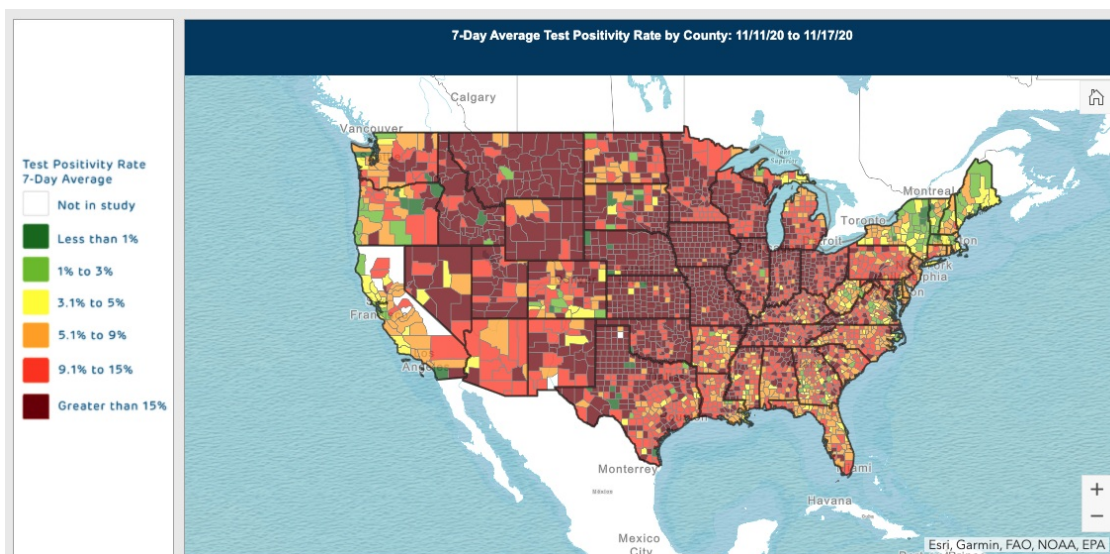 7-Day Average Test Positivity Rate by County: 11/11/20 to 11/17/20
Test Positivity Rate
7-Day Average
Not in study
Less than 1%
1% to 3%
3.1% to 5%
5.1% to 9%
9.1% to 15%
Greater than 15%
Calgary
Vancouver
Lake
Superior
Montreal
Toronto
Monterrey
México
Havana
Mexico
City
+
−
Esri, Garmin, FAO, NOAA, EPA